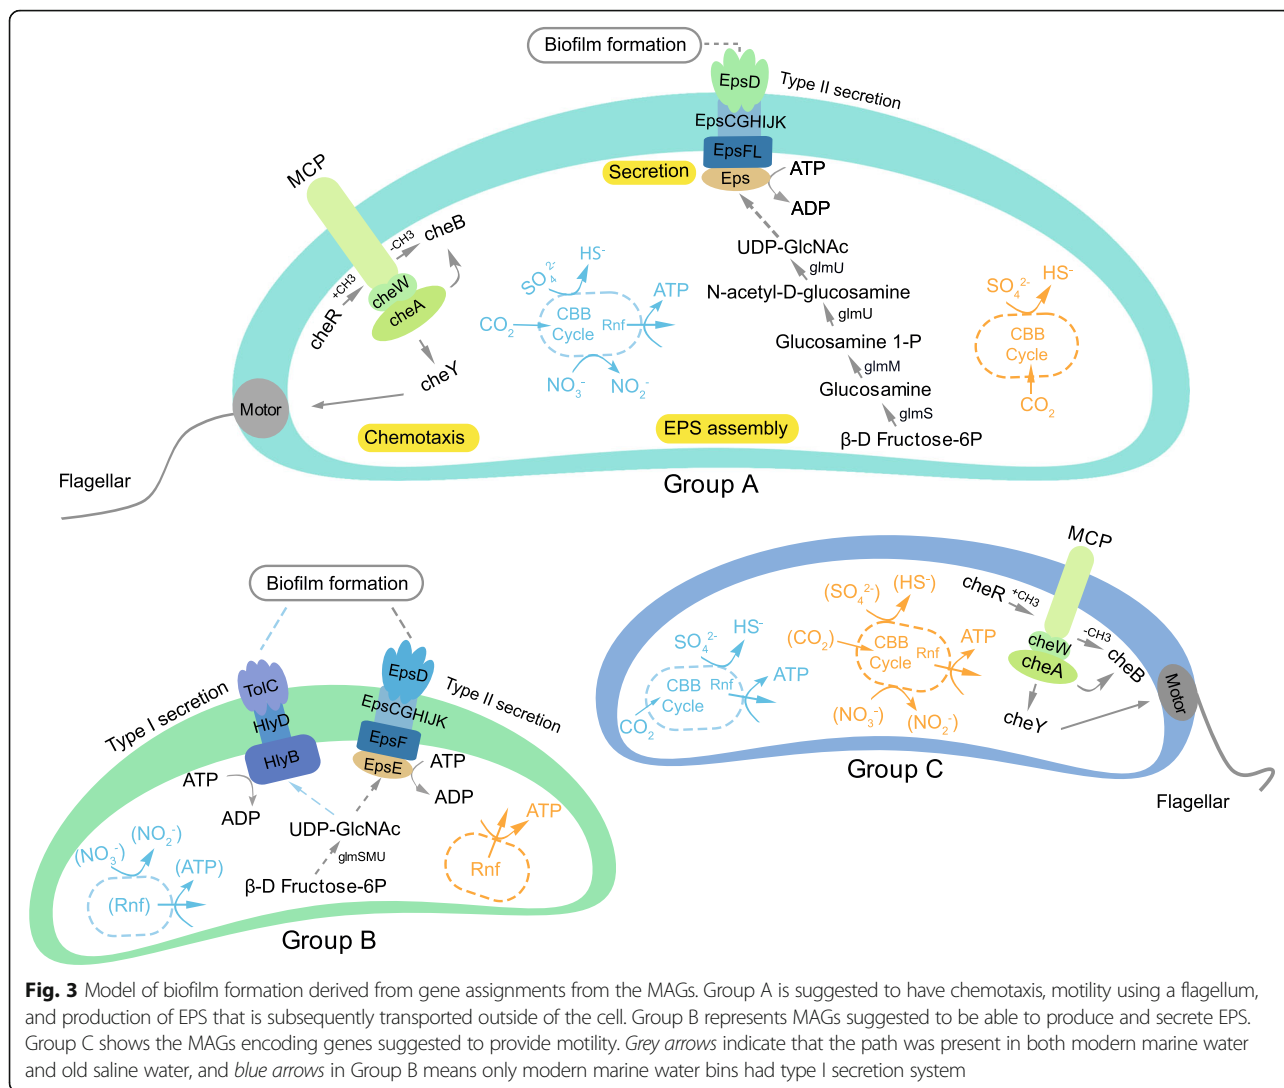 Biofilm formation
EpsD
Type II secretion
EpsCGHIJK
EpsFL
Eps
Secretion
ATP
ADP
MCP
-CH3
cheB
+CH3
cheR
cheW
cheA
cheY
Motor
Flagellar
Chemotaxis
SO₄²⁻
HS⁻
CO₂
CBB
Cycle
Rnf
ATP
NO₃⁻
NO₂⁻
UDP-GlcNAc
glmU
N-acetyl-D-glucosamine
glmU
Glucosamine 1-P
glmM
Glucosamine
glmS
β-D Fructose-6P
EPS assembly
SO₄²⁻
HS⁻
CBB
Cycle
CO₂
Group A
Biofilm formation
Type I secretion
TolC
HlyD
HlyB
EpsD
Type II secretion
EpsCGHIJK
EpsF
EpsE
ATP
ADP
ATP
ADP
UDP-GlcNAc
glmSMU
β-D Fructose-6P
(NO₃⁻)
(NO₂⁻)
(ATP)
(Rnf)
ATP
Rnf
Group B
MCP
cheR
+CH3
-CH3
cheW
cheA
cheB
cheY
Motor
Flagellar
SO₄²⁻
HS⁻
CBB
Cycle
Rnf
ATP
CO₂
(SO₄²⁻)
(HS⁻)
(CO₂)
CBB
Cycle
Rnf
ATP
(NO₃⁻)
(NO₂⁻)
Group C
Fig. 3 Model of biofilm formation derived from gene assignments from the MAGs. Group A is suggested to have chemotaxis, motility using a flagellum,
and production of EPS that is subsequently transported outside of the cell. Group B represents MAGs suggested to be able to produce and secrete EPS.
Group C shows the MAGs encoding genes suggested to provide motility. Grey arrows indicate that the path was present in both modern marine water
and old saline water, and blue arrows in Group B means only modern marine water bins had type I secretion system